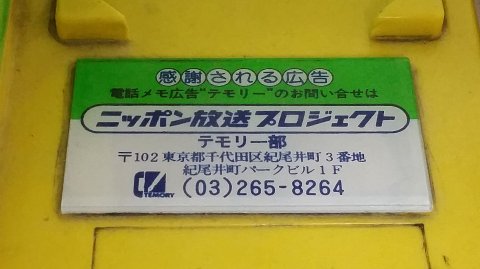 感謝される広告
電話メモ広告"テモリー"のお問い合せは
ニッポン放送プロジェクト
テモリー部
〒102 東京都千代田区紀尾井町3番地
紀尾井町パークビル1F
TEMORY (03)265-8264